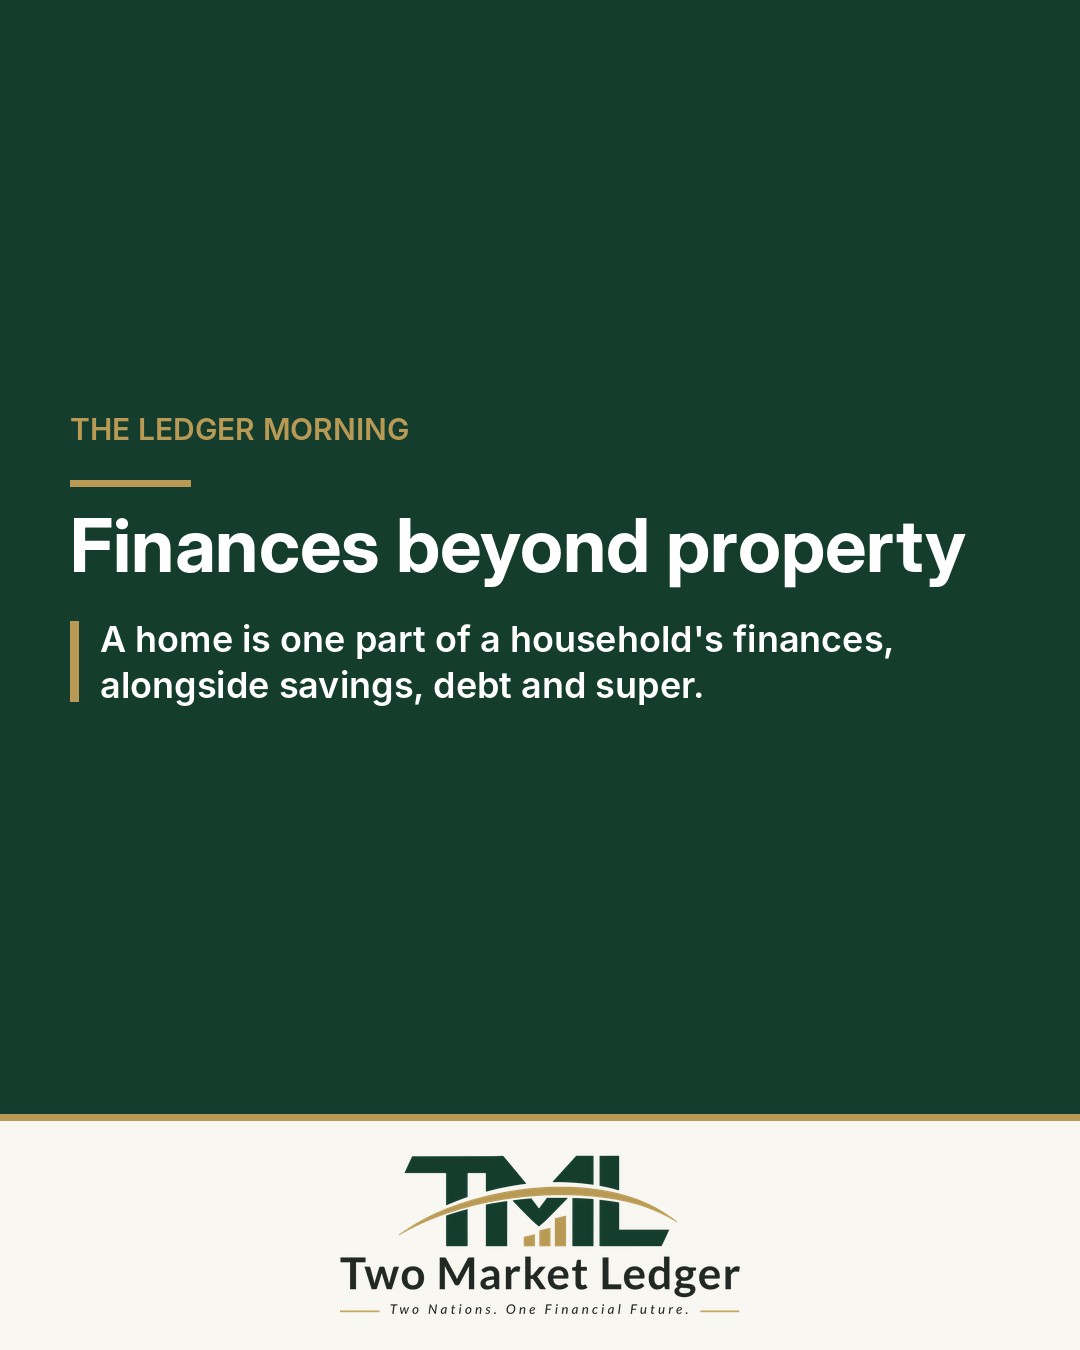 THE LEDGER MORNING
Finances beyond property
A home is one part of a household's finances,
alongside savings, debt and super.
TML
Two Market Ledger
Two Nations. One Financial Future.